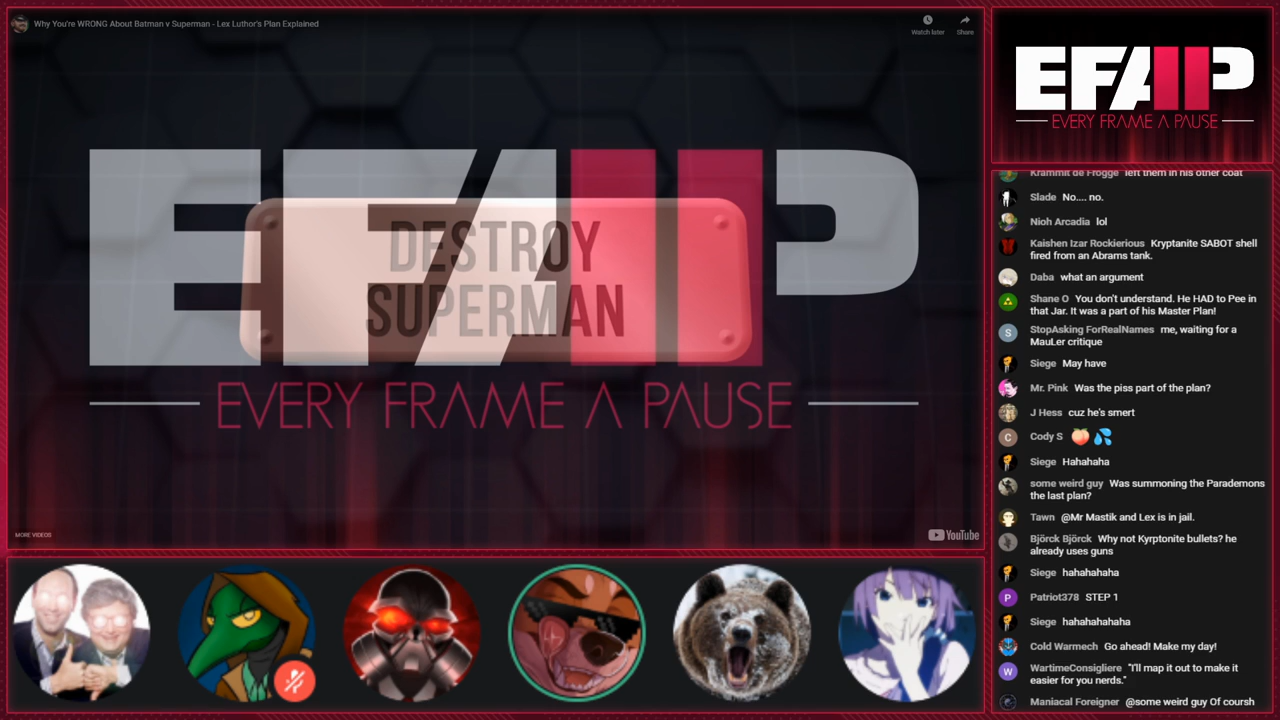 Why You're WRONG About Batman v Superman - Lex Luthor's Plan Explained
Watch later
Share
EFAP
EVERY FRAME A PAUSE
DESTROY
SUPERMAN
MORE VIDEOS
YouTube
EFAP
EVERY FRAME A PAUSE
Krammit de Frogge left them in his other coat
Slade No.... no.
Nioh Arcadia lol
Kaishen Izar Rockierious Kryptanite SABOT shell
fired from an Abrams tank.
Daba what an argument
Shane O You don't understand. He HAD to Pee in
that Jar. It was a part of his Master Plan!
S StopAsking ForRealNames me, waiting for a
MauLer critique
Siege May have
Mr. Pink Was the piss part of the plan?
J Hess cuz he's smert
C Cody S 🍑 💦
Siege Hahahaha
some weird guy Was summoning the Parademons
the last plan?
Tawn @Mr Mastik and Lex is in jail.
Björck Björck Why not Kyrptonite bullets? he
already uses guns
Siege hahahahaha
P Patriot378 STEP 1
Siege hahahahahaha
Cold Warmech Go ahead! Make my day!
W WartimeConsigliere "I'll map it out to make it
easier for you nerds."
Maniacal Foreigner @some weird guy Of coursh